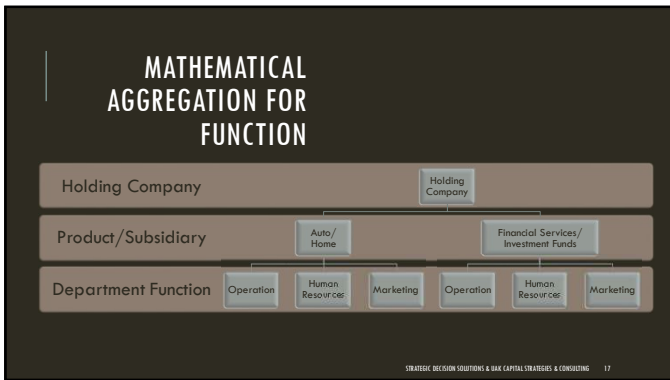 MATHEMATICAL
AGGREGATION FOR
FUNCTION
Holding Company
Holding
Company
Product/Subsidiary
Auto/
Home
Financial Services/
Investment Funds
Department Function
Operation
Human
Resources
Marketing
Operation
Human
Resources
Marketing
STRATEGIC DECISION SOLUTIONS & UAK CAPITAL STRATEGIES & CONSULTING 17